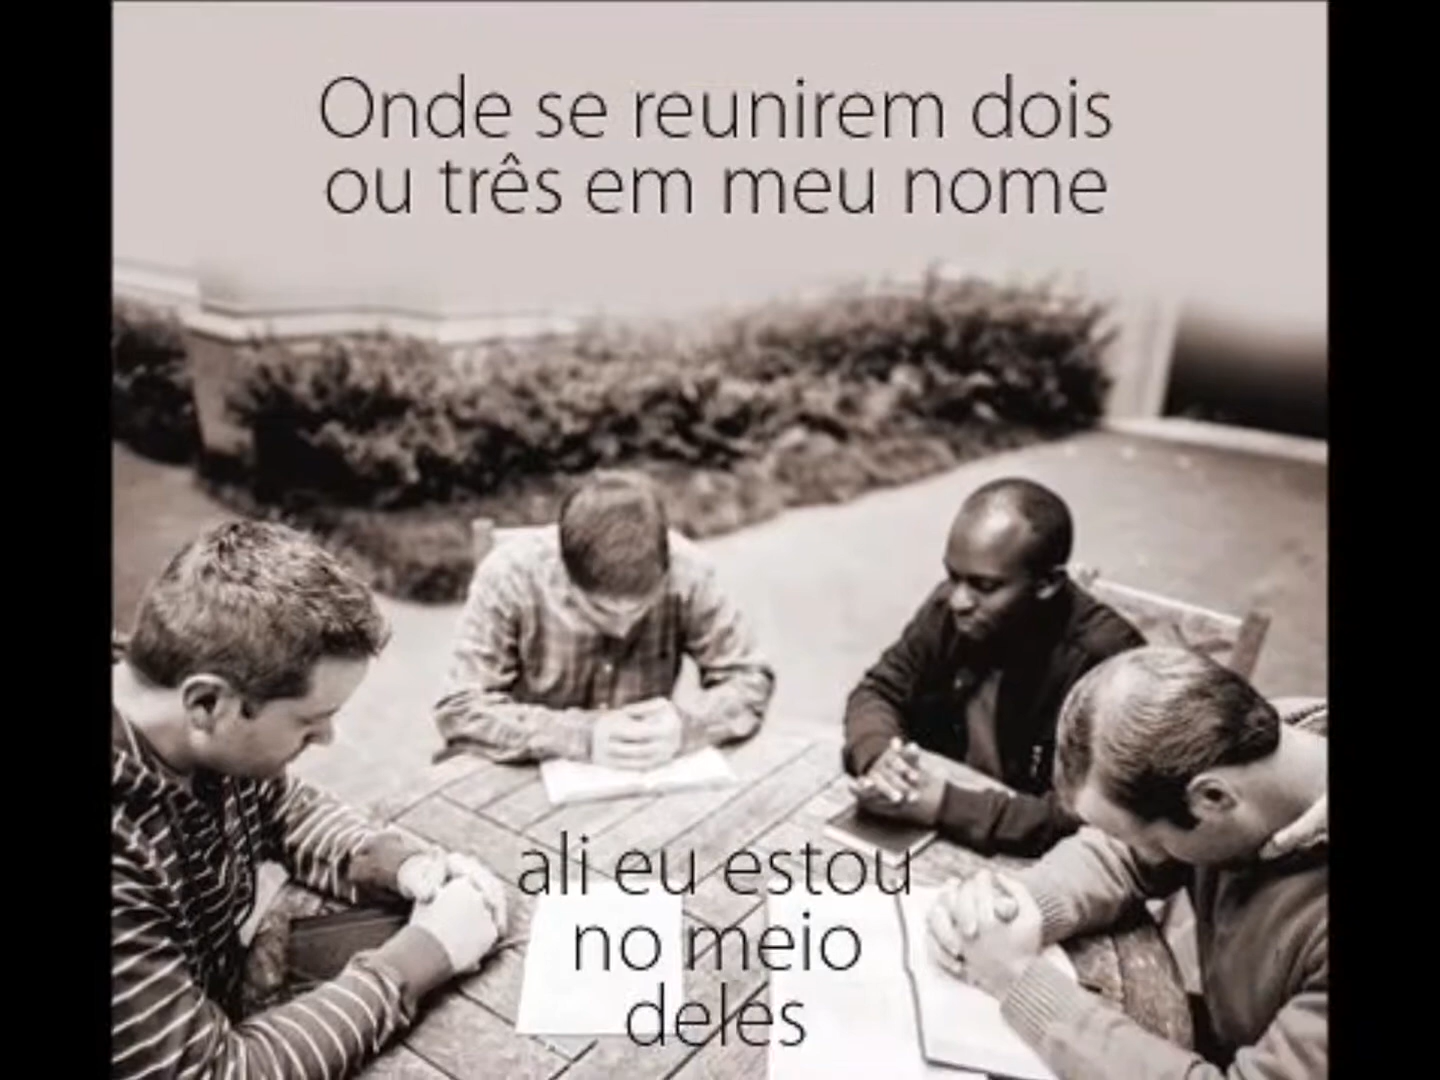 Onde se reunirem dois
ou três em meu nome
ali eu estou
no meio
deles